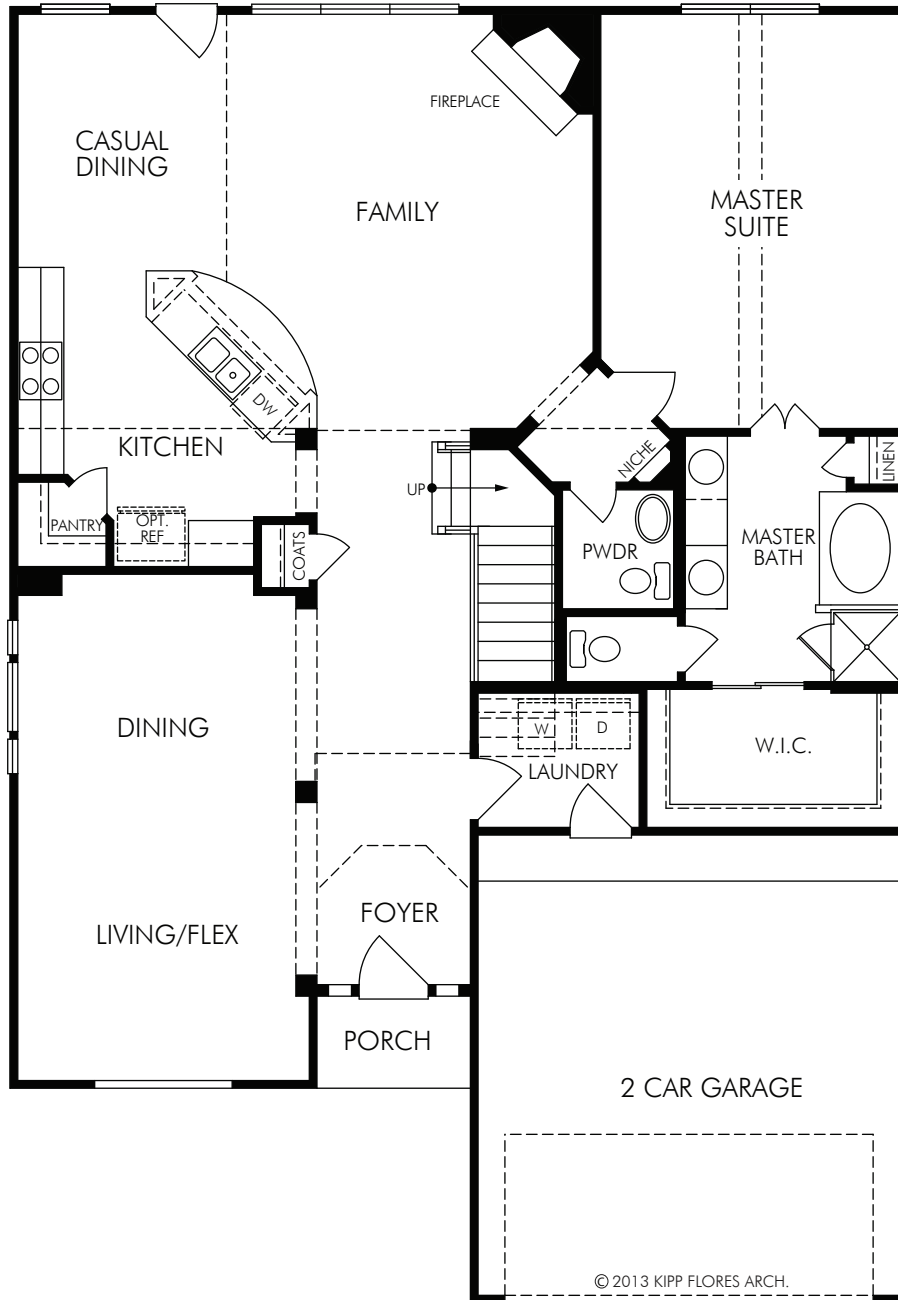 FIREPLACE
CASUAL
DINING
FAMILY
MASTER
SUITE
DW
KITCHEN
NICHE
LINEN
UP
PANTRY
OPT.
REF
COATS
PWDR
MASTER
BATH
DINING
W
D
W.I.C.
LAUNDRY
FOYER
LIVING/FLEX
PORCH
2 CAR GARAGE
© 2013 KIPP FLORES ARCH.